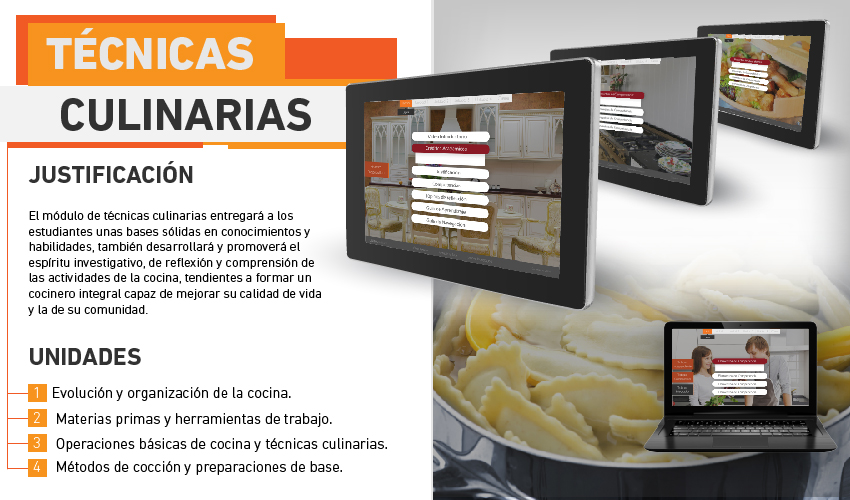 TÉCNICAS
CULINARIAS
JUSTIFICACIÓN
El módulo de técnicas culinarias entregará a los
estudiantes unas bases sólidas en conocimientos y
habilidades, también desarrollará y promoverá el
espíritu investigativo, de reflexión y comprensión de
las actividades de la cocina, tendientes a formar un
cocinero integral capaz de mejorar su calidad de vida
y la de su comunidad.
UNIDADES
1 Evolución y organización de la cocina.
2 Materias primas y herramientas de trabajo.
3 Operaciones básicas de cocina y técnicas culinarias.
4 Métodos de cocción y preparaciones de base.